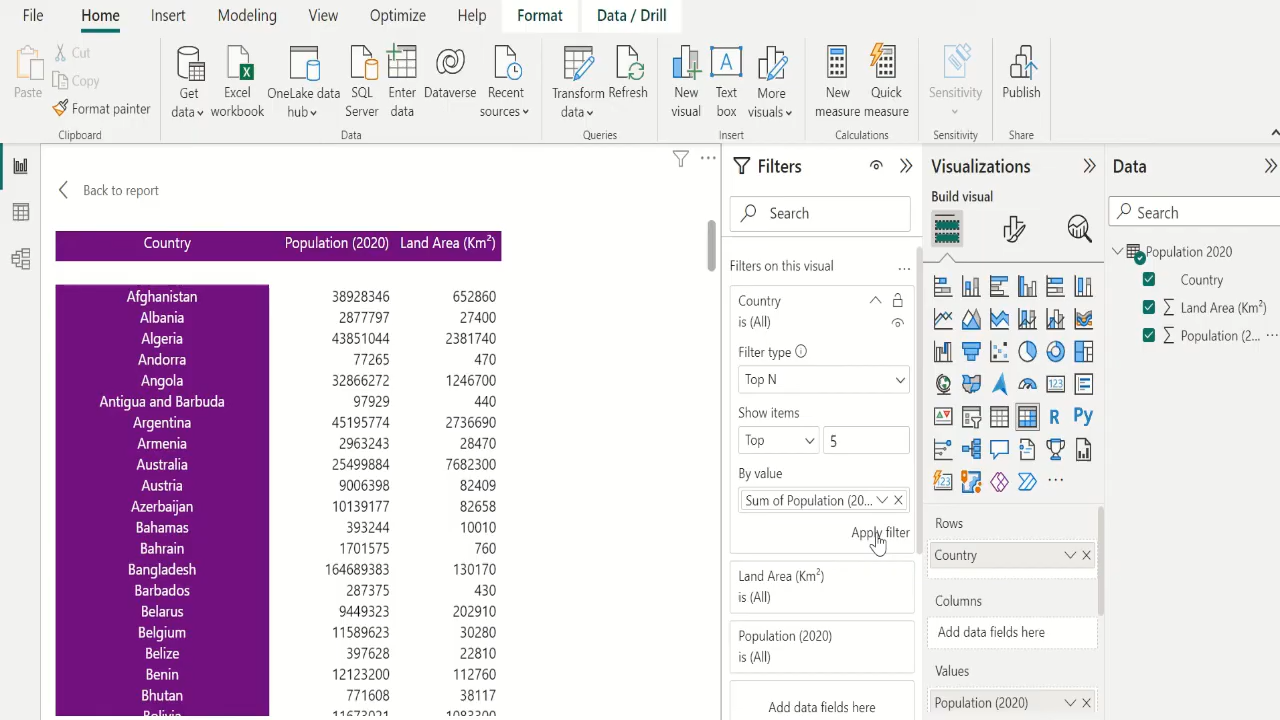 File Home Insert Modeling View Optimize Help Format Data / Drill
Paste
Cut
Copy
Format painter
Clipboard
Get data
Excel workbook
OneLake data hub
SQL Server
Enter data
Dataverse
Recent sources
Data
Transform data
Refresh
Queries
New visual
Text box
More visuals
Insert
New measure
Quick measure
Calculations
Sensitivity
Sensitivity
Publish
Share
Back to report
Country Population (2020) Land Area (Km²)
Afghanistan 38928346 652860
Albania 2877797 27400
Algeria 43851044 2381740
Andorra 77265 470
Angola 32866272 1246700
Antigua and Barbuda 97929 440
Argentina 45195774 2736690
Armenia 2963243 28470
Australia 25499884 7682300
Austria 9006398 82409
Azerbaijan 10139177 82658
Bahamas 393244 10010
Bahrain 1701575 760
Bangladesh 164689383 130170
Barbados 287375 430
Belarus 9449323 202910
Belgium 11589623 30280
Belize 397628 22810
Benin 12123200 112760
Bhutan 771608 38117
Bolivia 11673021 1083300
Filters
Search
Filters on this visual ...
Country
is (All)
Filter type
Top N
Show items
Top 5
By value
Sum of Population (20...
Apply filter
Land Area (Km²)
is (All)
Population (2020)
is (All)
Add data fields here
Visualizations
Build visual
123
R Py
123
...
Rows
Country
Columns
Add data fields here
Values
Population (2020)
Data
Search
Population 2020
Country
Σ Land Area (Km²)
Σ Population (2... ...